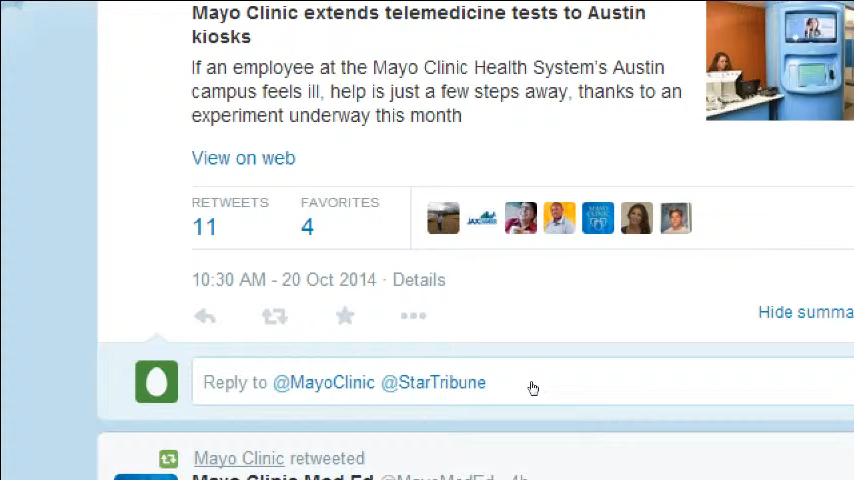 Mayo Clinic extends telemedicine tests to Austin
kiosks
If an employee at the Mayo Clinic Health System's Austin
campus feels ill, help is just a few steps away, thanks to an
experiment underway this month
View on web
RETWEETS FAVORITES
11 4
MAYO
CLINIC
10:30 AM - 20 Oct 2014 · Details
Hide summa
Reply to @MayoClinic @StarTribune
Mayo Clinic retweeted
Mayo Clinic Med Ed @MayoMedEd · 4h